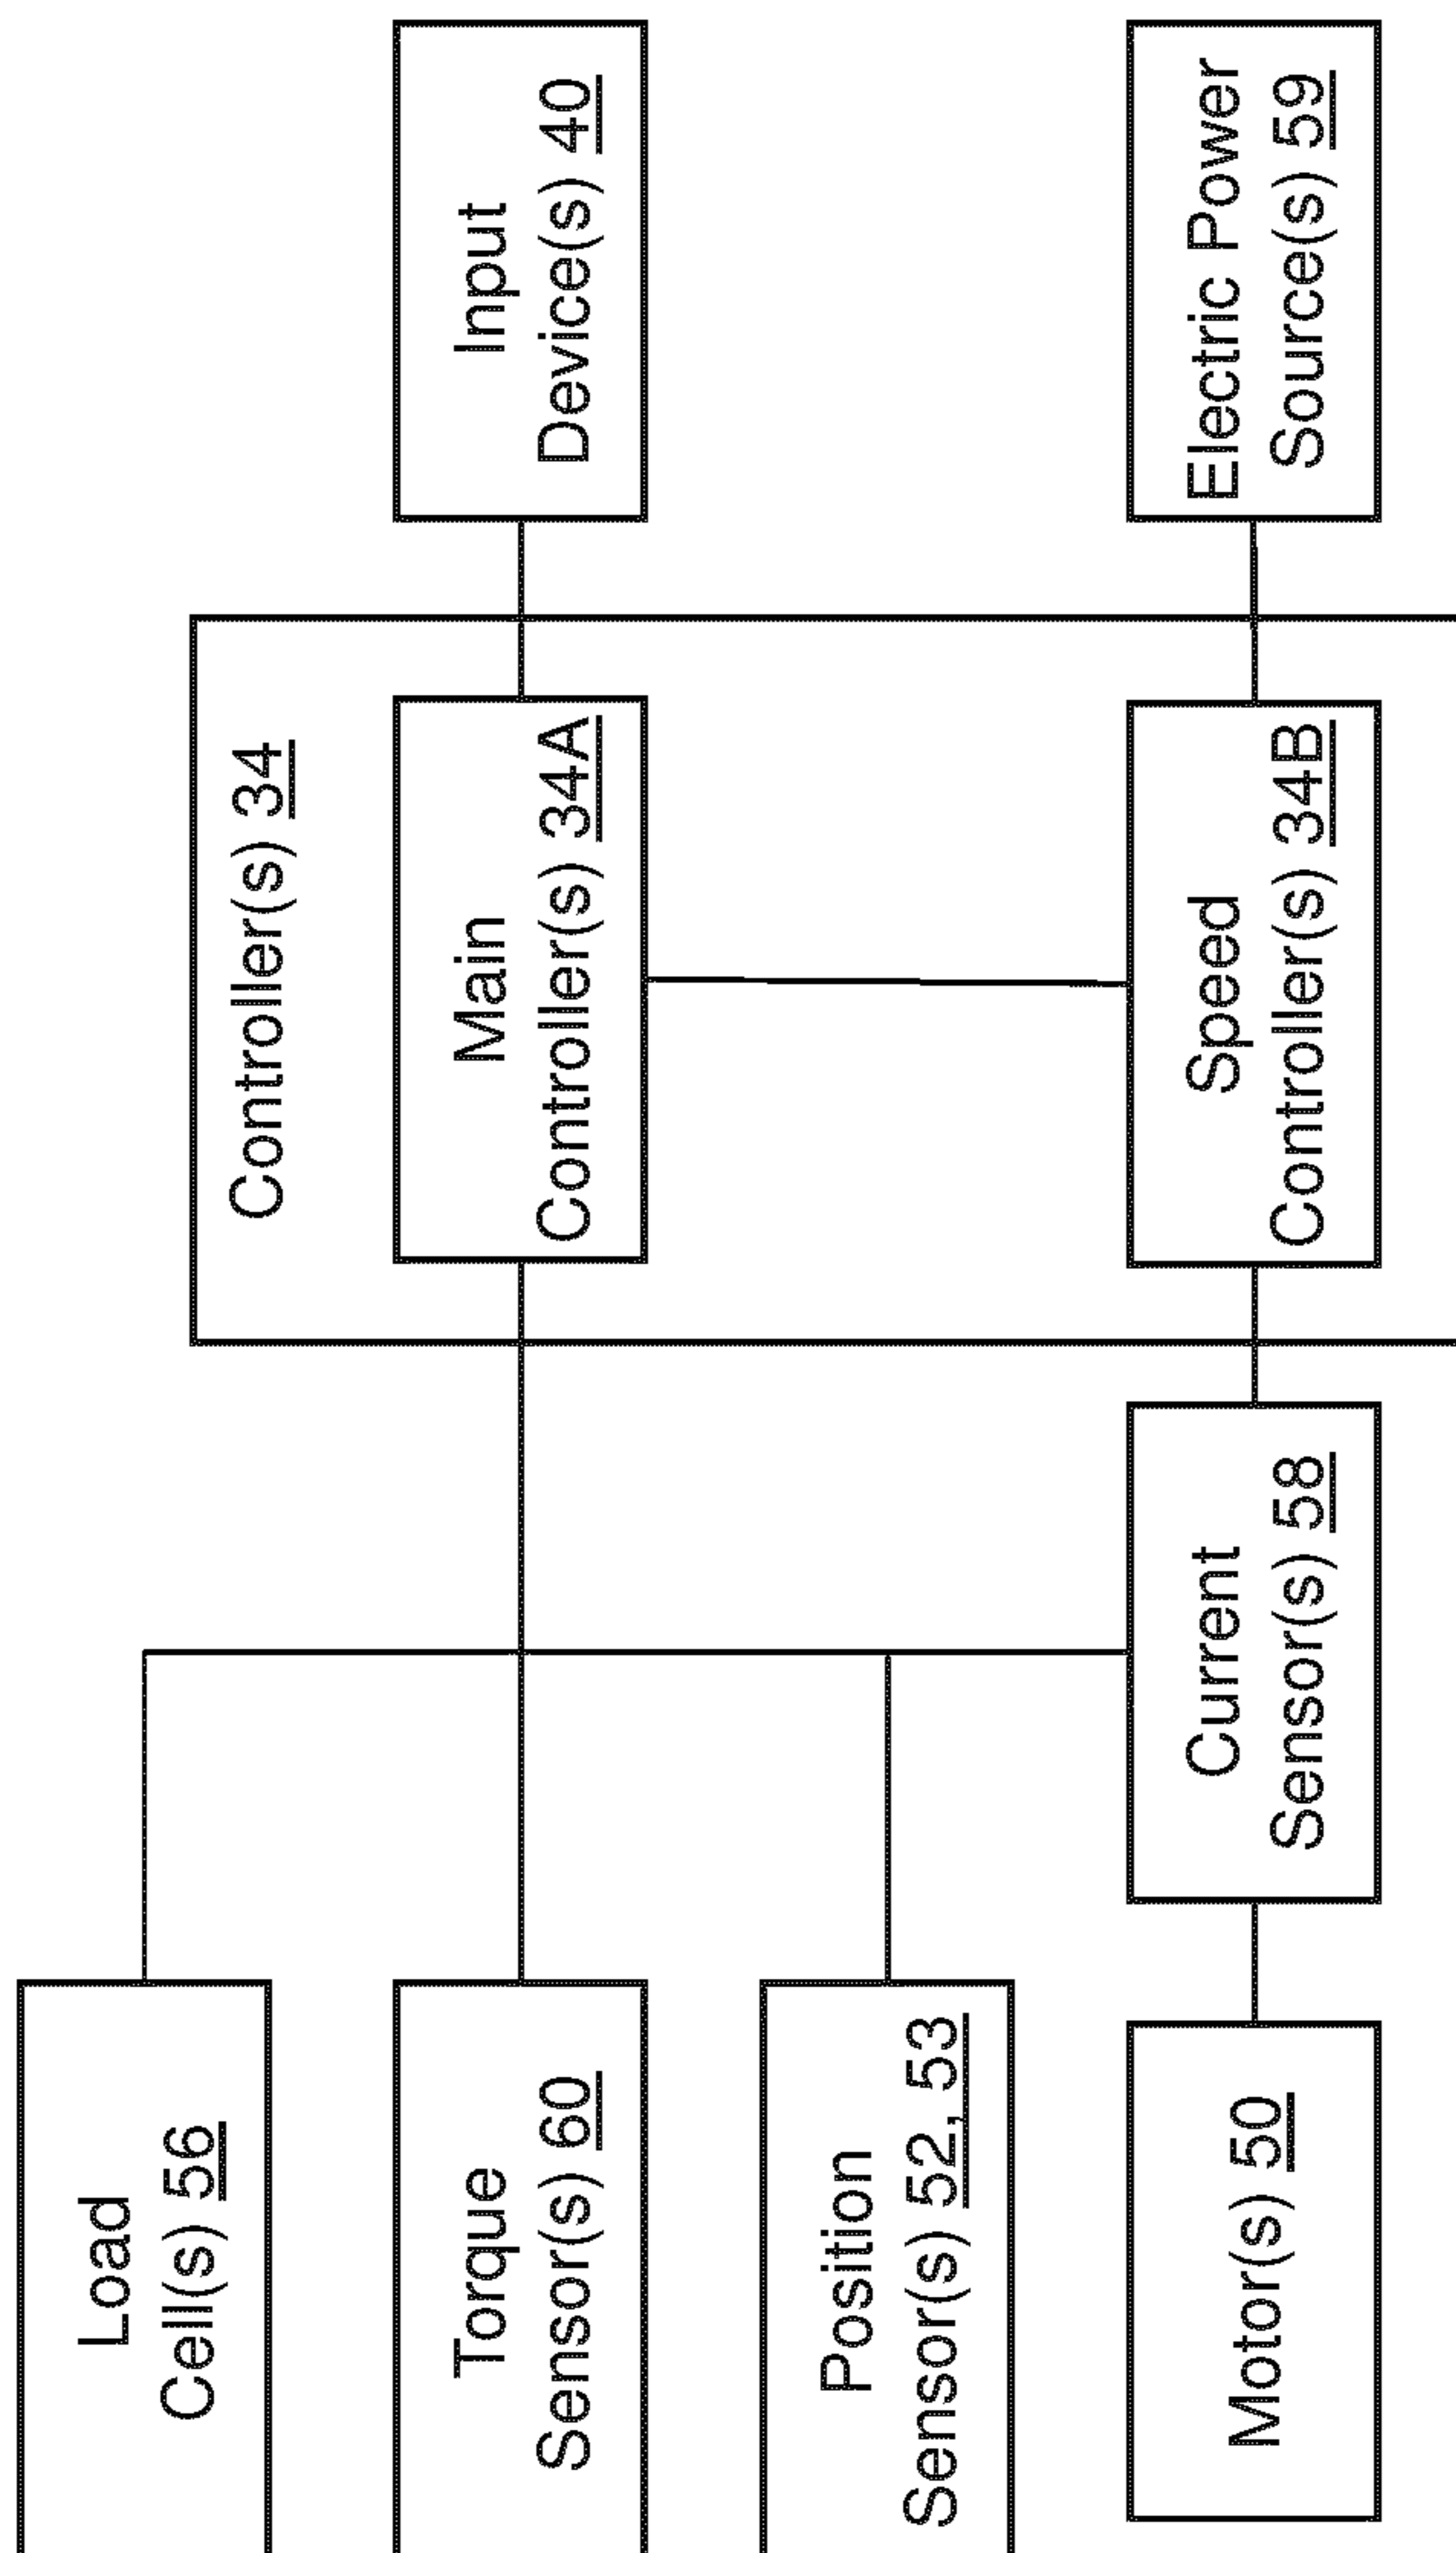 Load
Cell(s) 56
Torque
Sensor(s) 60
Position
Sensor(s) 52, 53
Motor(s) 50
Current
Sensor(s) 58
Controller(s) 34
Main
Controller(s) 34A
Speed
Controller(s) 34B
Input
Device(s) 40
Electric Power
Source(s) 59